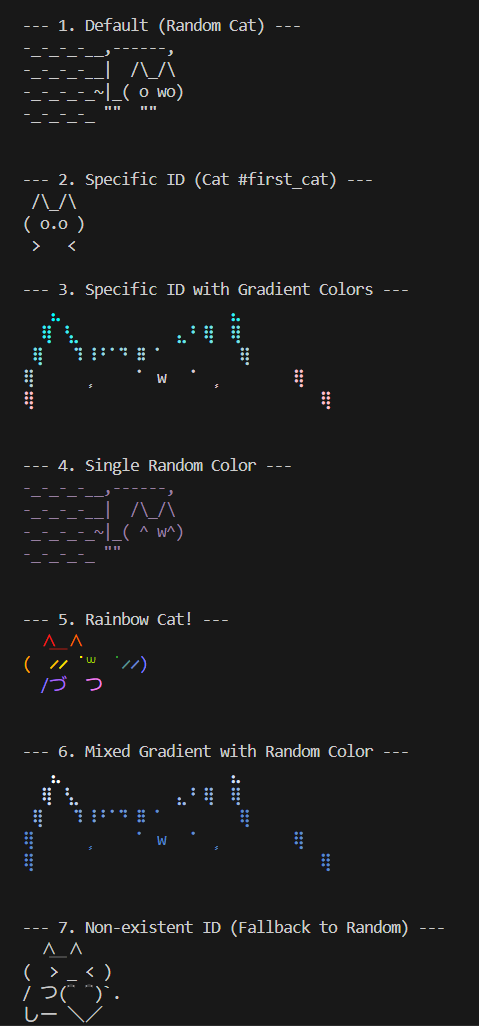 --- 1. Default (Random Cat) ---
-_-_-_-__,------,
-_-_-_-__|  /\_/\
-_-_-_-_~|_( o wo)
-_-_-_-_ ""  ""
--- 2. Specific ID (Cat #first_cat) ---
 /\_/\
( o.o )
 >   <
--- 3. Specific ID with Gradient Colors ---
w
--- 4. Single Random Color ---
-_-_-_-__,------,
-_-_-_-__|  /\_/\
-_-_-_-_~|_( ^ w^)
-_-_-_-_ ""
--- 5. Rainbow Cat! ---
  ∧＿∧
(  〃･ω･〃)
  /づ  つ
--- 6. Mixed Gradient with Random Color ---
w
--- 7. Non-existent ID (Fallback to Random) ---
  ∧＿∧
(  > _ < )
/ つ(¨ ¨)`.
しー ＼／